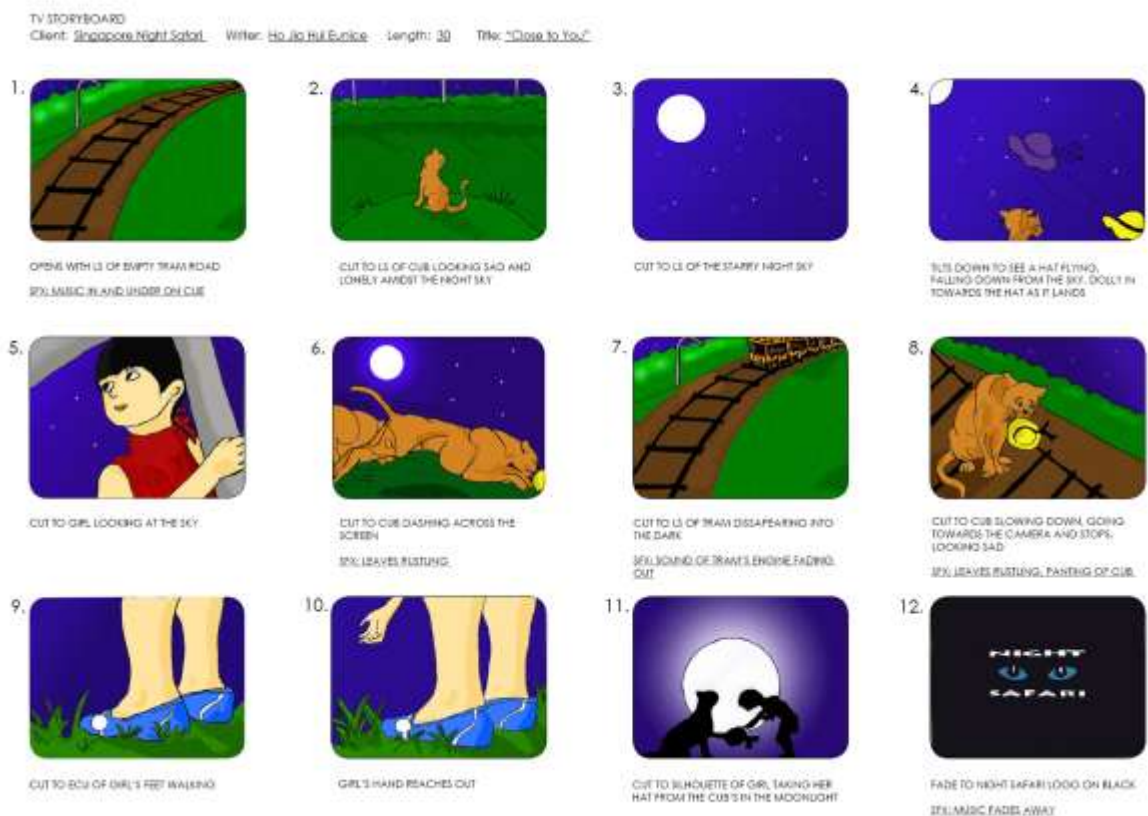 TV STORYBOARD
Client: Singapore Night Safari Writer: Ho Jia Hui Eunice Length: 30 Title: "Close to You"
1.
2.
3.
4.
OPENS WITH LS OF EMPTY TRAM ROAD
SFX: MUSIC IN AND UNDER ON CUE
CUT TO LS OF CUB LOOKING SAD AND
LONELY AMIDST THE NIGHT SKY
CUT TO LS OF THE STARRY NIGHT SKY
TILTS DOWN TO SEE A HAT FLYING,
FALLING DOWN FROM THE SKY. DOLLY IN
TOWARDS THE HAT AS IT LANDS
5.
6.
7.
8.
CUT TO GIRL LOOKING AT THE SKY
CUT TO CUB DASHING ACROSS THE
SCREEN
SFX: LEAVES RUSTLING
CUT TO LS OF TRAM DISSAPEARING INTO
THE DARK
SFX: SOUND OF TRAM'S ENGINE FADING
OUT
CUT TO CUB SLOWING DOWN, GOING
TOWARDS THE CAMERA AND STOPS,
LOOKING SAD
SFX: LEAVES RUSTLING, PANTING OF CUB
9.
10.
11.
12.
NIGHT
SAFARI
CUT TO ECU OF GIRL'S FEET WALKING
GIRL'S HAND REACHES OUT
CUT TO SILHOUETTE OF GIRL TAKING HER
HAT FROM THE CUB'S IN THE MOONLIGHT
FADE TO NIGHT SAFARI LOGO ON BLACK
SFX: MUSIC FADES AWAY